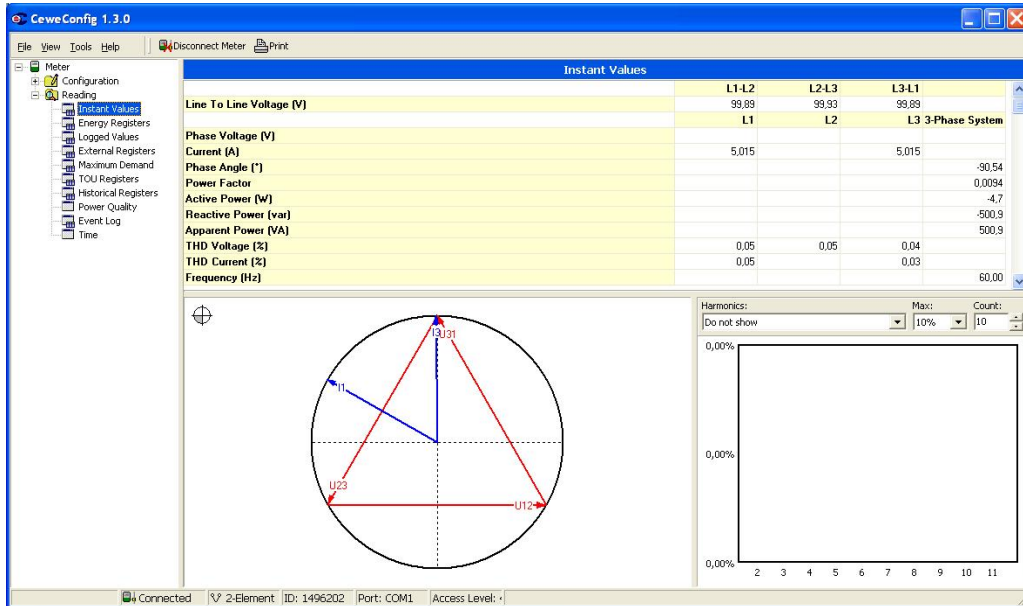 CeweConfig 1.3.0
File View Tools Help Disconnect Meter Print
Meter
Configuration
Reading
Instant Values
Energy Registers
Logged Values
External Registers
Maximum Demand
TOU Registers
Historical Registers
Power Quality
Event Log
Time
Instant Values
L1-L2 L2-L3 L3-L1
Line To Line Voltage (V) 99,89 99,93 99,89
L1 L2 L3 3-Phase System
Phase Voltage (V)
Current (A) 5,015 5,015
Phase Angle (°) -90,54
Power Factor 0,0094
Active Power (W) -4,7
Reactive Power (var) -500,9
Apparent Power (VA) 500,9
THD Voltage (%) 0,05 0,05 0,04
THD Current (%) 0,05 0,03
Frequency (Hz) 60,00
I3 U31
I1
U23
U12
Harmonics: Max: Count:
Do not show 10% 10
0,00%
0,00%
0,00%
2 3 4 5 6 7 8 9 10 11
Connected 2-Element ID: 1496202 Port: COM1 Access Level: